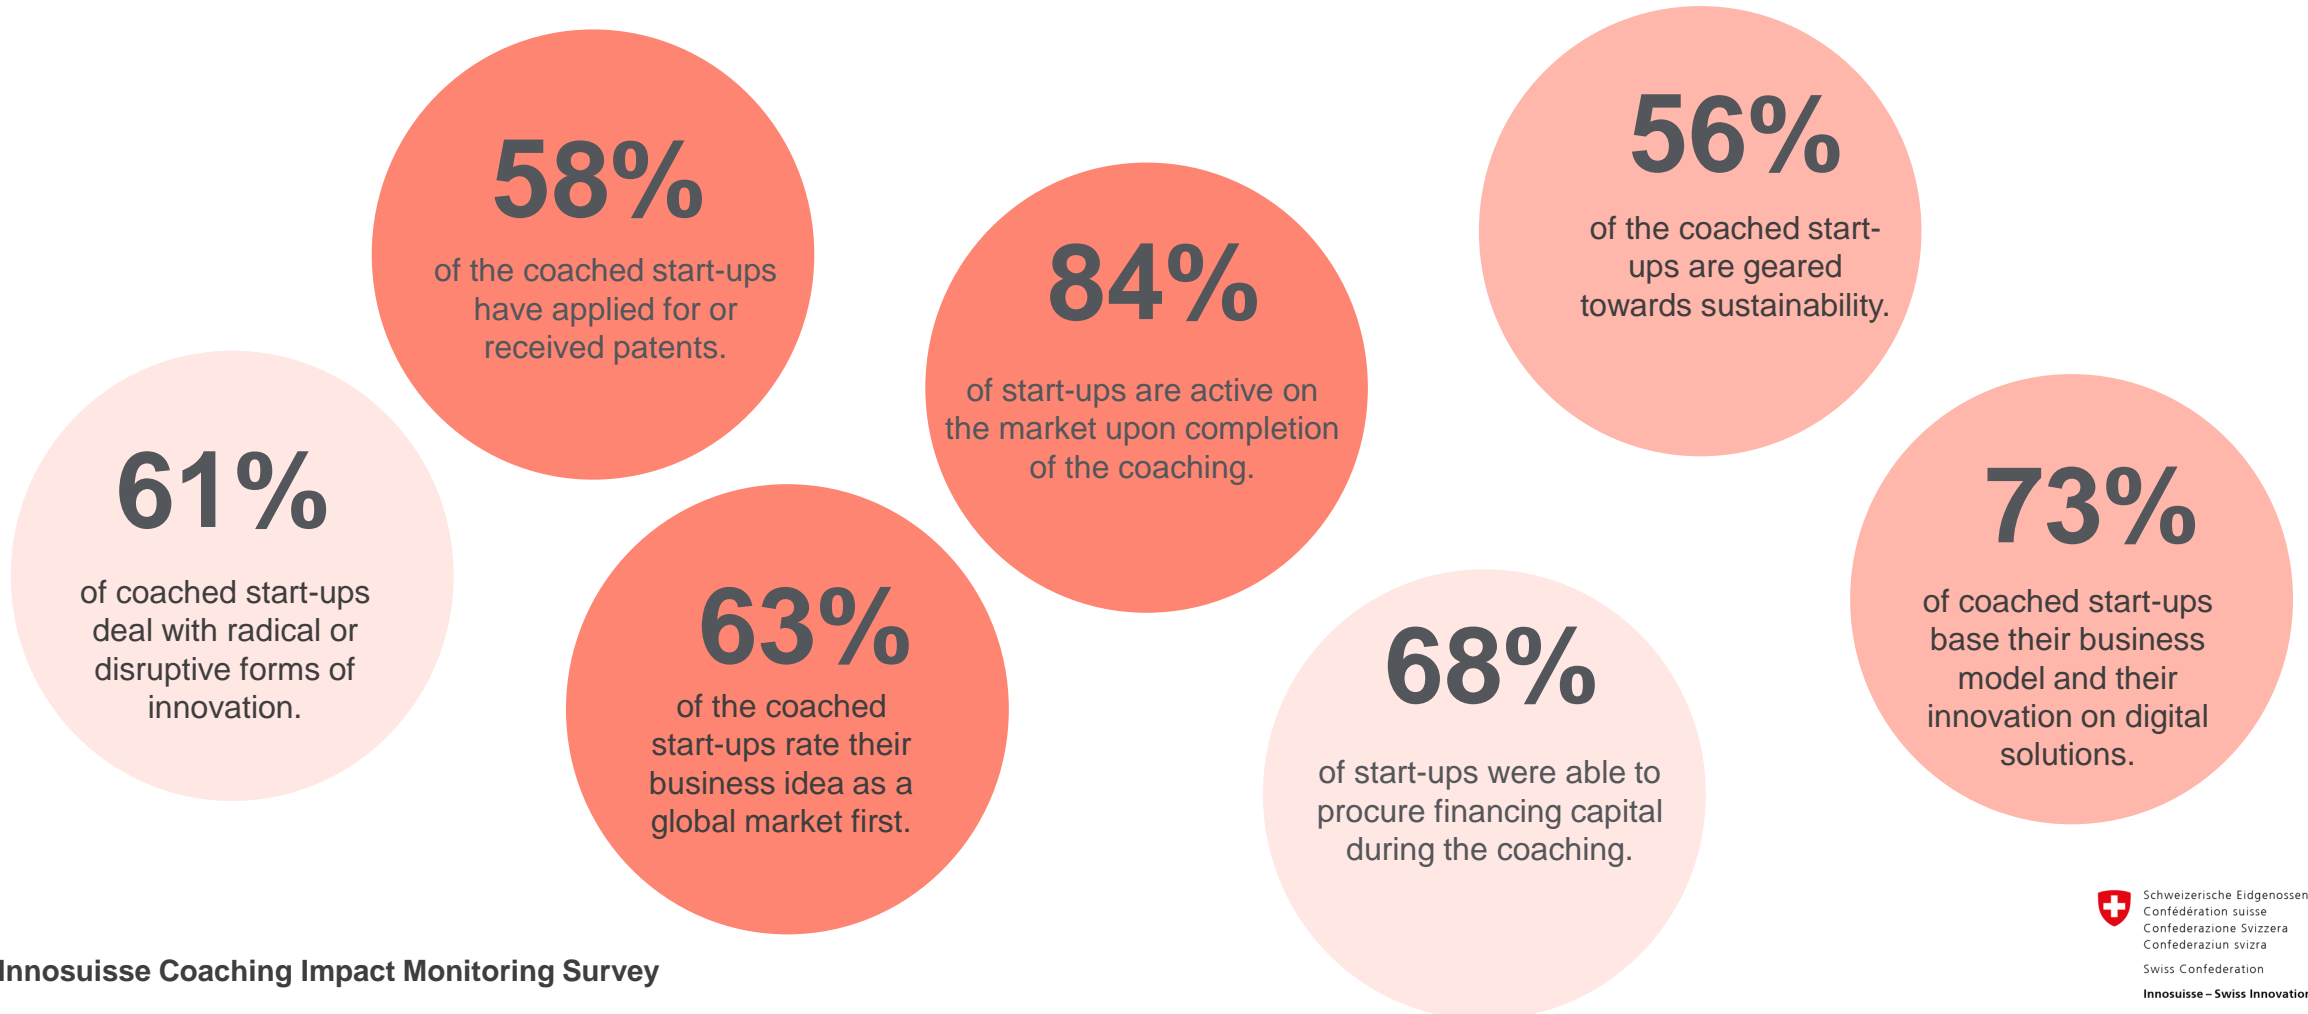 58%
of the coached start-ups
have applied for or
received patents.
84%
of start-ups are active on
the market upon completion
of the coaching.
56%
of the coached start-
ups are geared
towards sustainability.
61%
of coached start-ups
deal with radical or
disruptive forms of
innovation.
63%
of the coached
start-ups rate their
business idea as a
global market first.
68%
of start-ups were able to
procure financing capital
during the coaching.
73%
of coached start-ups
base their business
model and their
innovation on digital
solutions.
Innosuisse Coaching Impact Monitoring Survey
Schweizerische Eidgenossen
Confédération suisse
Confederazione Svizzera
Confederaziun svizra
Swiss Confederation
Innosuisse – Swiss Innovation